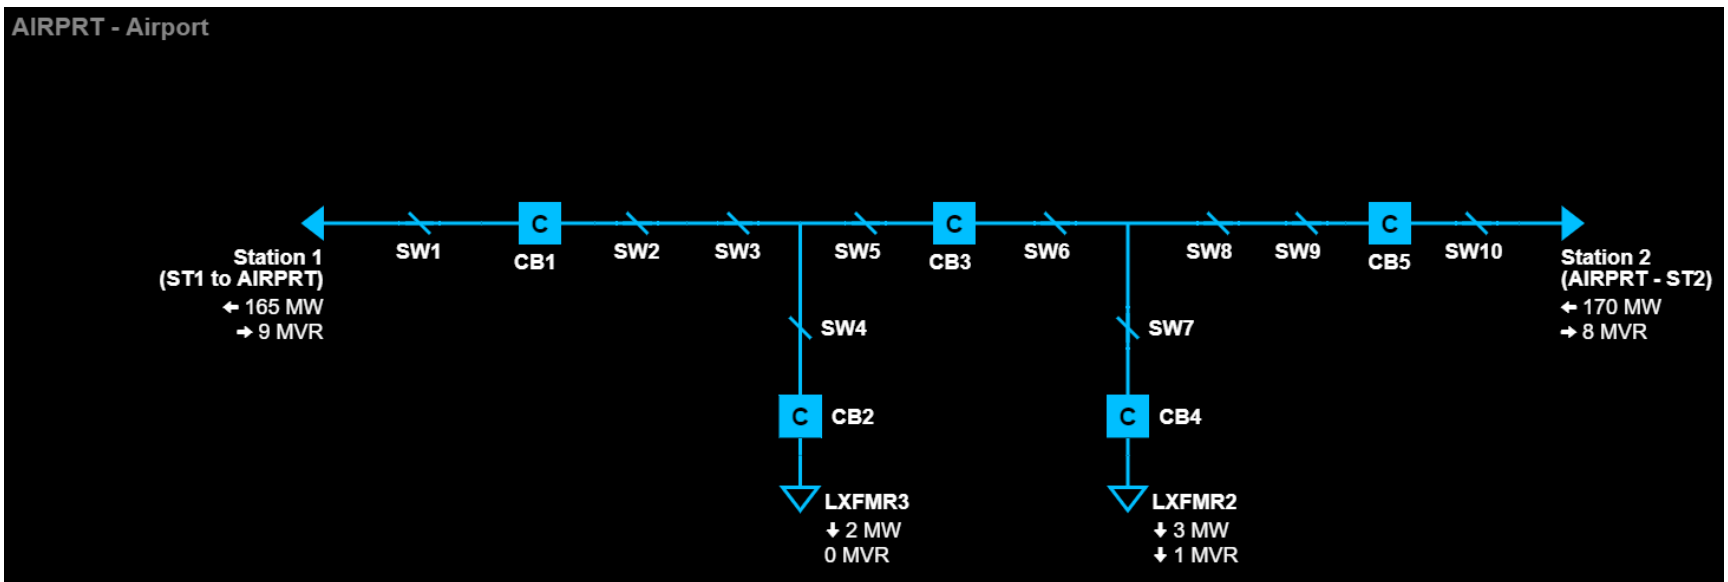 AIRPRT - Airport
C
C
C
SW1
CB1
SW2
SW3
SW5
CB3
SW6
SW8
SW9
CB5
SW10
Station 1
(ST1 to AIRPRT)
← 165 MW
→ 9 MVR
Station 2
(AIRPRT - ST2)
← 170 MW
→ 8 MVR
SW4
SW7
C
CB2
C
CB4
LXFMR3
↓ 2 MW
0 MVR
LXFMR2
↓ 3 MW
↓ 1 MVR